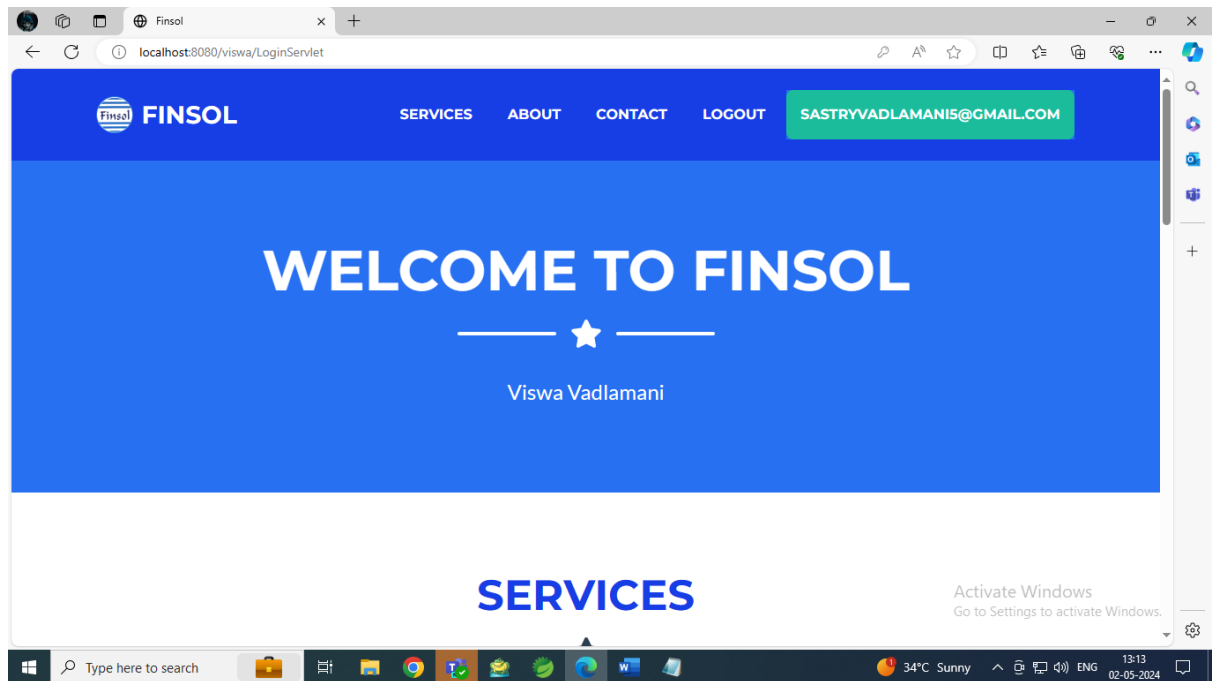 Finsol
localhost:8080/viswa/LoginServlet
Finsol FINSOL SERVICES ABOUT CONTACT LOGOUT SASTRYVADLAMANI5@GMAIL.COM
WELCOME TO FINSOL
Viswa Vadlamani
SERVICES
Activate Windows
Go to Settings to activate Windows.
Type here to search
1
34°C Sunny
ENG
13:13
02-05-2024